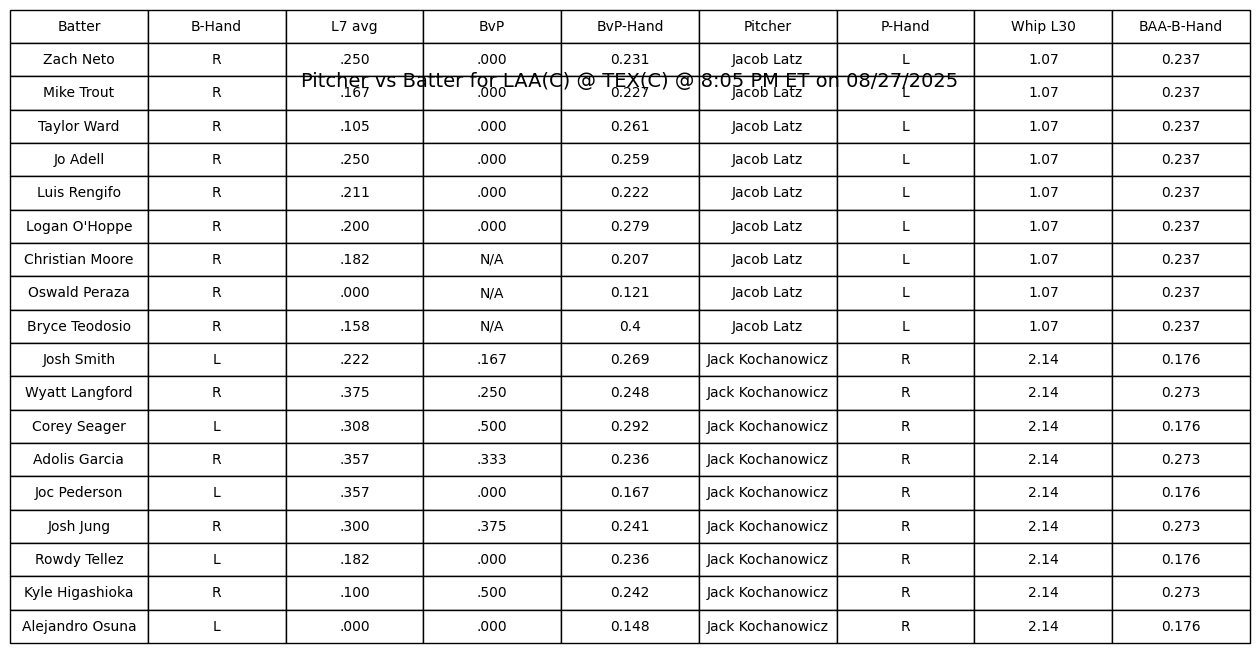 Batter B-Hand L7 avg BvP BvP-Hand Pitcher P-Hand Whip L30 BAA-B-Hand
Zach Neto R .250 .000 0.231 Jacob Latz L 1.07 0.237
Pitcher vs Batter for LAA(C) @ TEX(C) @ 8:05 PM ET on 08/27/2025
Mike Trout R .167 .000 0.227 Jacob Latz L 1.07 0.237
Taylor Ward R .105 .000 0.261 Jacob Latz L 1.07 0.237
Jo Adell R .250 .000 0.259 Jacob Latz L 1.07 0.237
Luis Rengifo R .211 .000 0.222 Jacob Latz L 1.07 0.237
Logan O'Hoppe R .200 .000 0.279 Jacob Latz L 1.07 0.237
Christian Moore R .182 N/A 0.207 Jacob Latz L 1.07 0.237
Oswald Peraza R .000 N/A 0.121 Jacob Latz L 1.07 0.237
Bryce Teodosio R .158 N/A 0.4 Jacob Latz L 1.07 0.237
Josh Smith L .222 .167 0.269 Jack Kochanowicz R 2.14 0.176
Wyatt Langford R .375 .250 0.248 Jack Kochanowicz R 2.14 0.273
Corey Seager L .308 .500 0.292 Jack Kochanowicz R 2.14 0.176
Adolis Garcia R .357 .333 0.236 Jack Kochanowicz R 2.14 0.273
Joc Pederson L .357 .000 0.167 Jack Kochanowicz R 2.14 0.176
Josh Jung R .300 .375 0.241 Jack Kochanowicz R 2.14 0.273
Rowdy Tellez L .182 .000 0.236 Jack Kochanowicz R 2.14 0.176
Kyle Higashioka R .100 .500 0.242 Jack Kochanowicz R 2.14 0.273
Alejandro Osuna L .000 .000 0.148 Jack Kochanowicz R 2.14 0.176